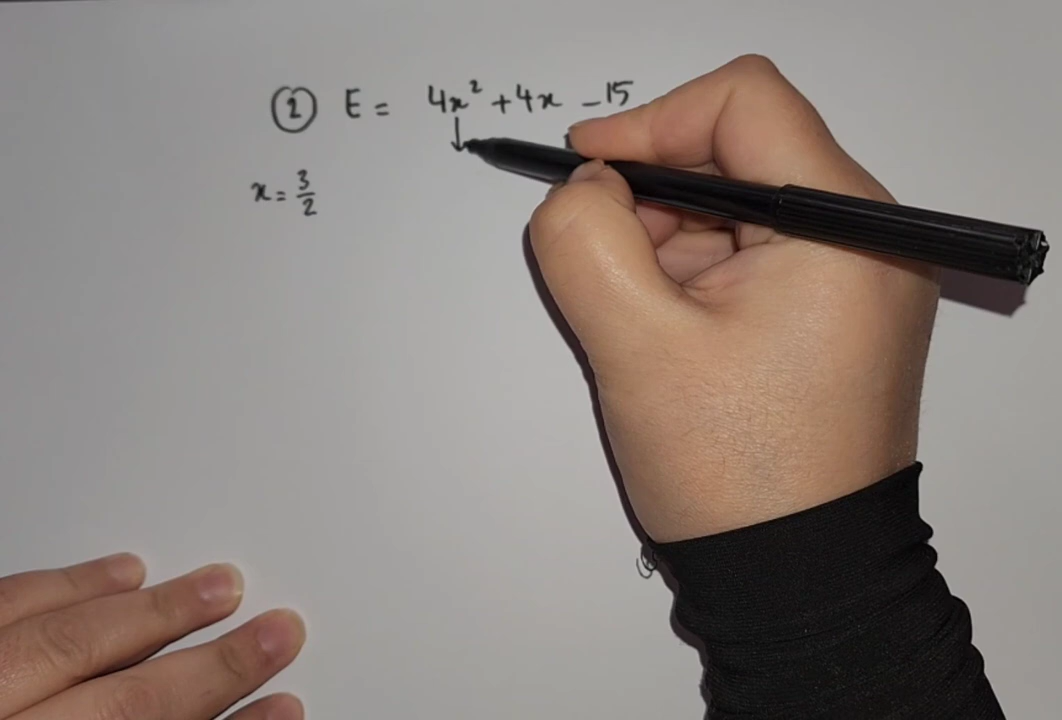 ② E = 4x² + 4x - 15
x = 3/2